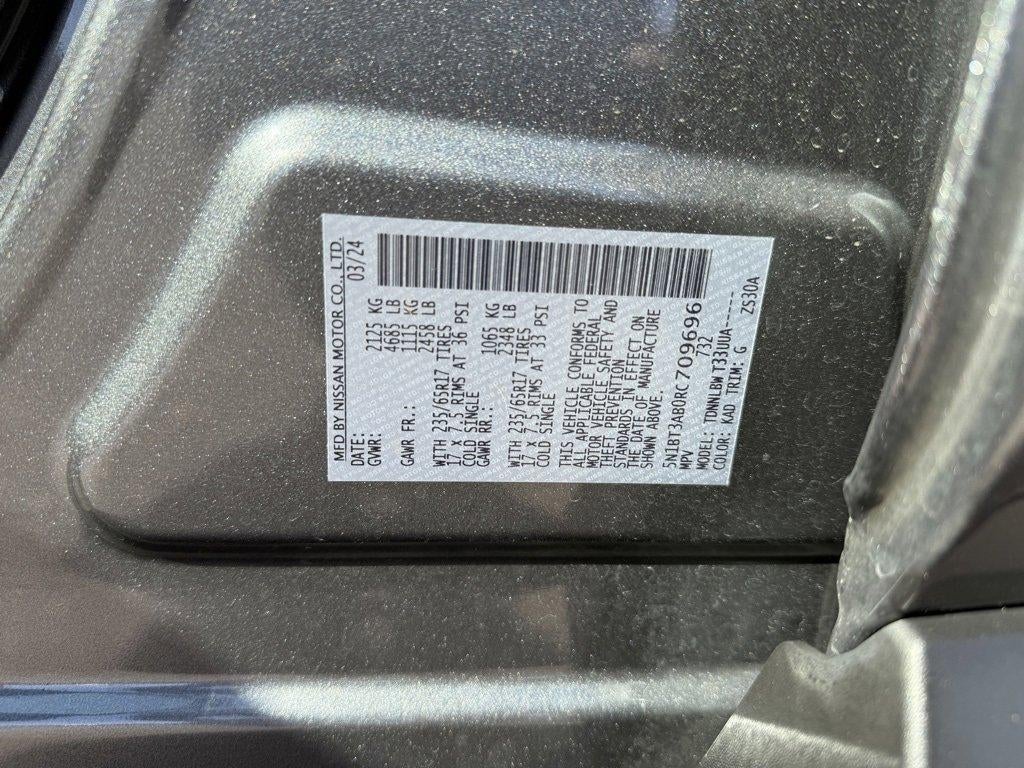 MFD BY NISSAN MOTOR CO.,LTD.
DATE: 03/24
GVWR: 2125 KG
4685 LB
GAWR FR.: 1115 KG
2458 LB
WITH 235/65R17 TIRES
17 X 7.5 RIMS AT 36 PSI
COLD SINGLE
GAWR RR.: 1065 KG
2348 LB
WITH 235/65R17 TIRES
17 X 7.5 RIMS AT 33 PSI
COLD SINGLE
THIS VEHICLE CONFORMS TO
ALL APPLICABLE FEDERAL
MOTOR VEHICLE SAFETY AND
THEFT PREVENTION
STANDARDS IN EFFECT ON
THE DATE OF MANUFACTURE
SHOWN ABOVE.
5N1BT3AB0RC709696
MPV 732
MODEL: TDNNLBW T33UUA-----
COLOR: KAD TRIM: G ZS30A